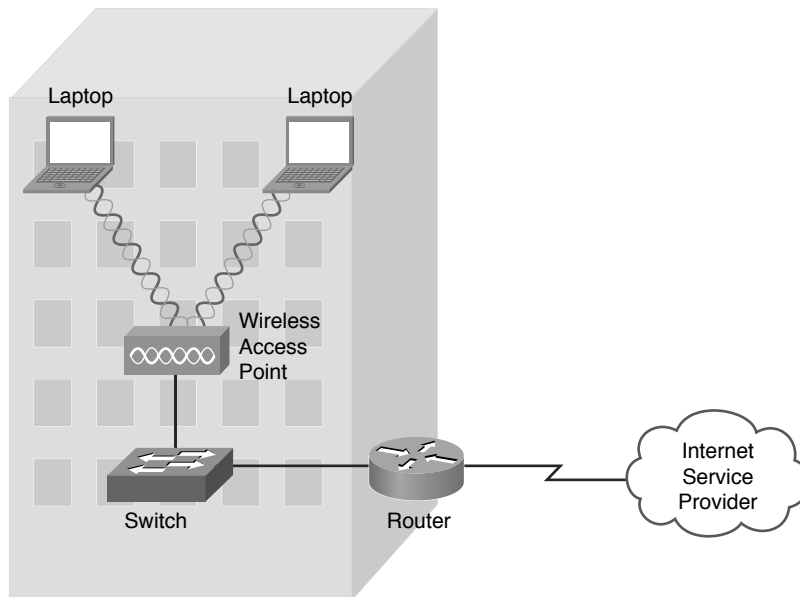 Laptop
Laptop
Wireless
Access
Point
Switch
Router
Internet
Service
Provider